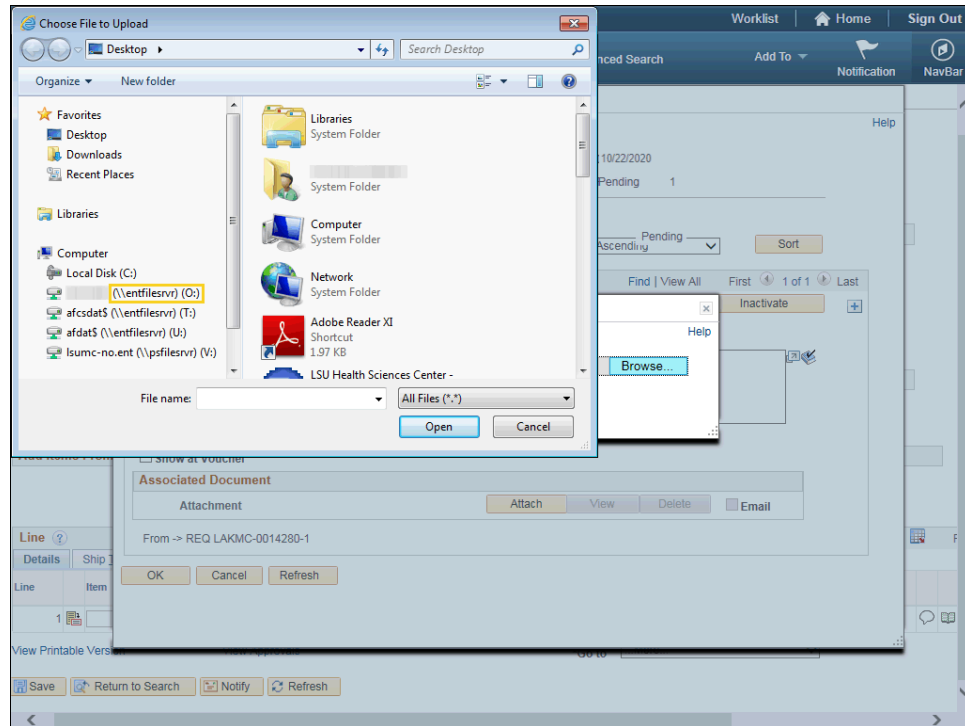 Choose File to Upload
Worklist
Home
Sign Out
Desktop
Search Desktop
nced Search
Add To
Notification
NavBar
Organize
New folder
Help
Favorites
Desktop
Downloads
Recent Places
Libraries
Computer
Local Disk (C:)
(\\entfilesrvr) (O:)
afcsdat$ (\\entfilesrvr) (T:)
afdat$ (\\entfilesrvr) (U:)
lsumc-no.ent (\\psfilesrvr) (V:)
Libraries
System Folder
System Folder
Computer
System Folder
Network
System Folder
Adobe Reader XI
Shortcut
1.97 KB
LSU Health Sciences Center -
File name:
All Files (*.*)
Open
Cancel
10/22/2020
Pending 1
Pending
Ascending
Sort
Find | View All First 1 of 1 Last
Inactivate
Help
Browse...
Show at Voucher
Associated Document
Attachment
Attach
View
Delete
Email
From -> REQ LAKMC-0014280-1
OK
Cancel
Refresh
Line
Details
Ship
Line
Item
1
View Printable Version
Go to
Save
Return to Search
Notify
Refresh